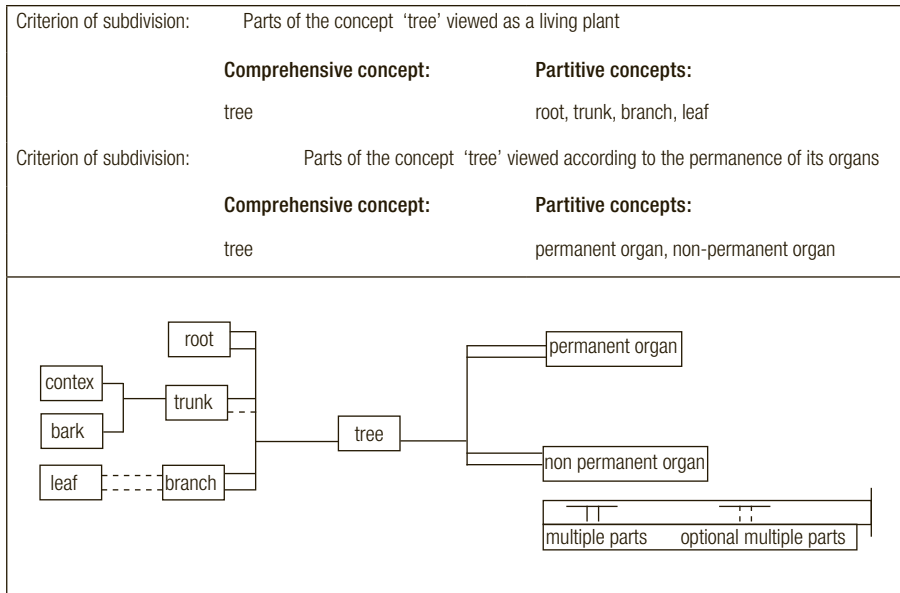 Criterion of subdivision: Parts of the concept ‘tree’ viewed as a living plant
Comprehensive concept: Partitive concepts:
tree root, trunk, branch, leaf
Criterion of subdivision: Parts of the concept ‘tree’ viewed according to the permanence of its organs
Comprehensive concept: Partitive concepts:
tree permanent organ, non-permanent organ
root
permanent organ
contex
trunk
bark
tree
leaf
branch
non permanent organ
multiple parts optional multiple parts